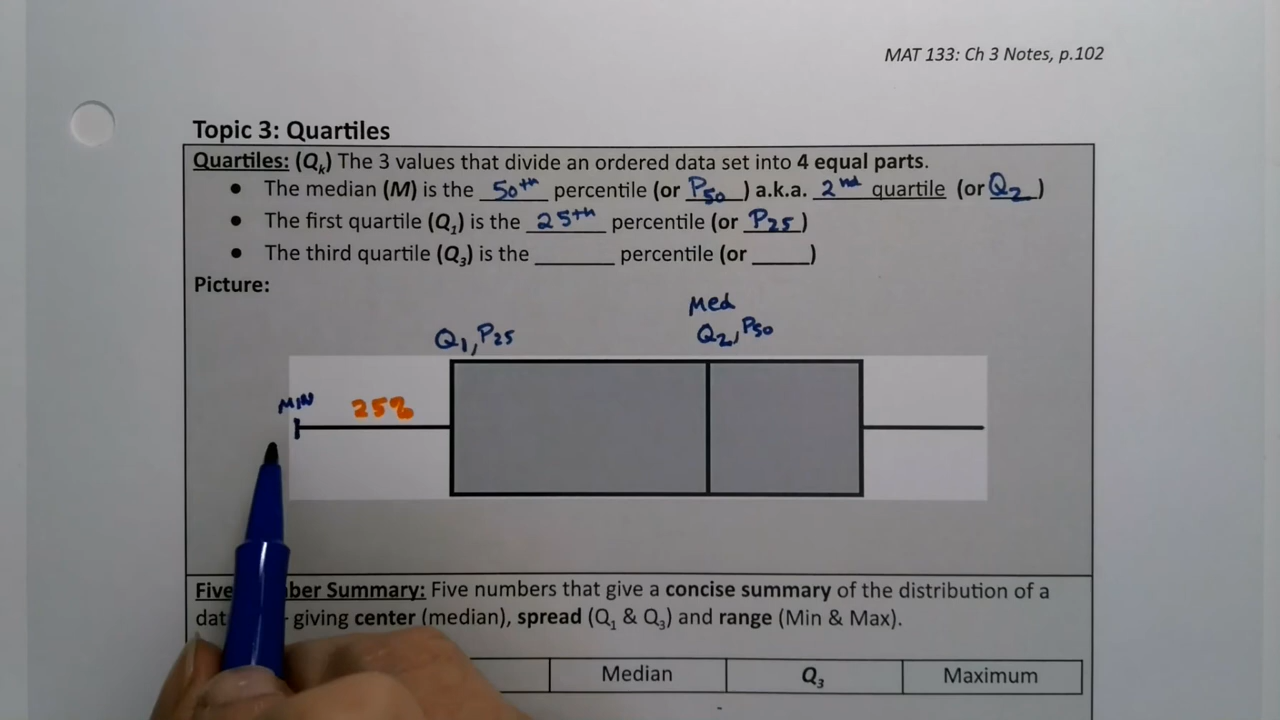 MAT 133: Ch 3 Notes, p.102
Topic 3: Quartiles
Quartiles: (Qk) The 3 values that divide an ordered data set into 4 equal parts.
• The median (M) is the 50th percentile (or P50) a.k.a. 2nd quartile (or Q2)
• The first quartile (Q1) is the 25th percentile (or P25)
• The third quartile (Q3) is the ______ percentile (or _____)
Picture:
Med
Q1, P25 Q2, P50
MIN 25%
Five ber Summary: Five numbers that give a concise summary of the distribution of a
dat giving center (median), spread (Q1 & Q3) and range (Min & Max).
Median Q3 Maximum